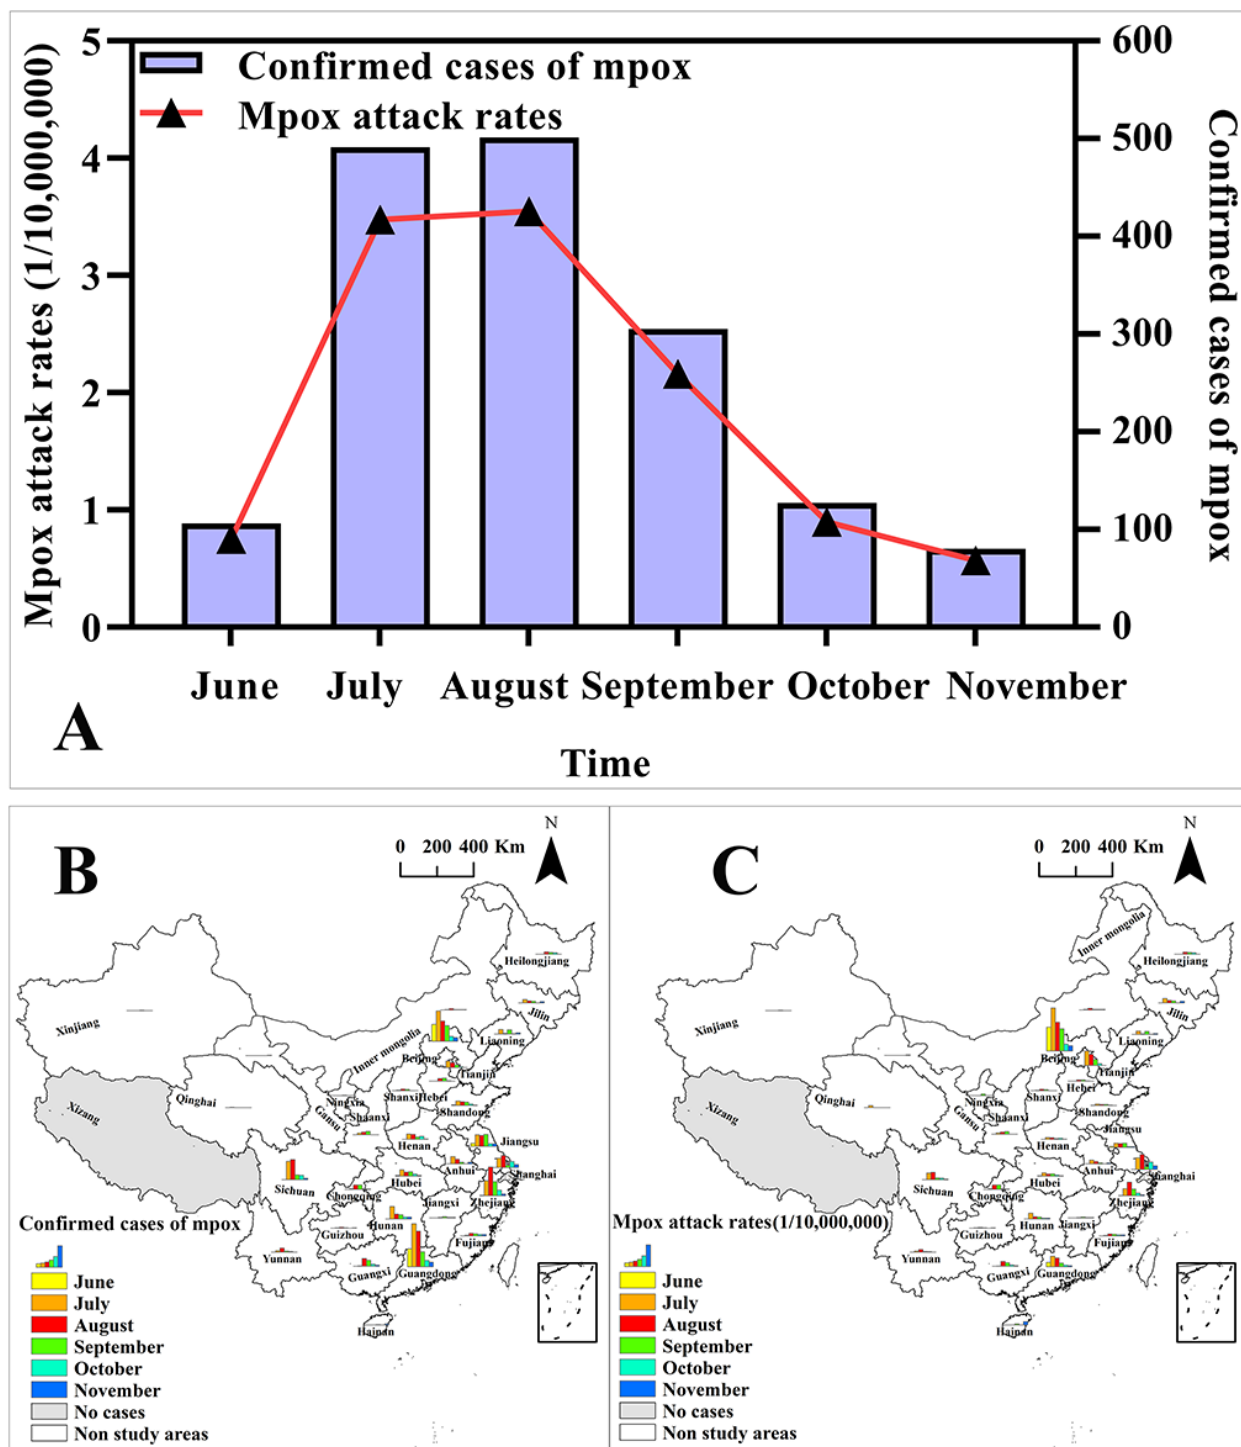 5
4
3
2
1
0
Mpox attack rates (1/10,000,000)
Confirmed cases of mpox
Mpox attack rates
600
500
400
300
200
100
0
Confirmed cases of mpox
June July August September October November
Time
A
B
0 200 400 Km
N
Heilongjiang
Jilin
Xinjiang
Liaoning
Inner mongolia
Beijing
Tianjin
Qinghai
Ningxia
Shanxi
Hebei
Xizang
Gansu
Shaanxi
Shandong
Henan
Jiangsu
Anhui
Shanghai
Sichuan
Chongqing
Hubei
Zhejiang
Jiangxi
Hunan
Guizhou
Fujiang
Yunnan
Guangxi
Guangdong
Hainan
Confirmed cases of mpox
June
July
August
September
October
November
No cases
Non study areas
C
0 200 400 Km
N
Inner mongolia
Heilongjiang
Jilin
Xinjiang
Liaoning
Beijing
Tianjin
Hebei
Qinghai
Ningxia
Shanxi
Xizang
Gansu
Shaanxi
Shandong
Jiangsu
Henan
Anhui
Shanghai
Sichuan
Chongqing
Hubei
Zhejiang
Hunan
Jiangxi
Guizhou
Fujiang
Yunnan
Guangxi
Guangdong
Hainan
Mpox attack rates(1/10,000,000)
June
July
August
September
October
November
No cases
Non study areas